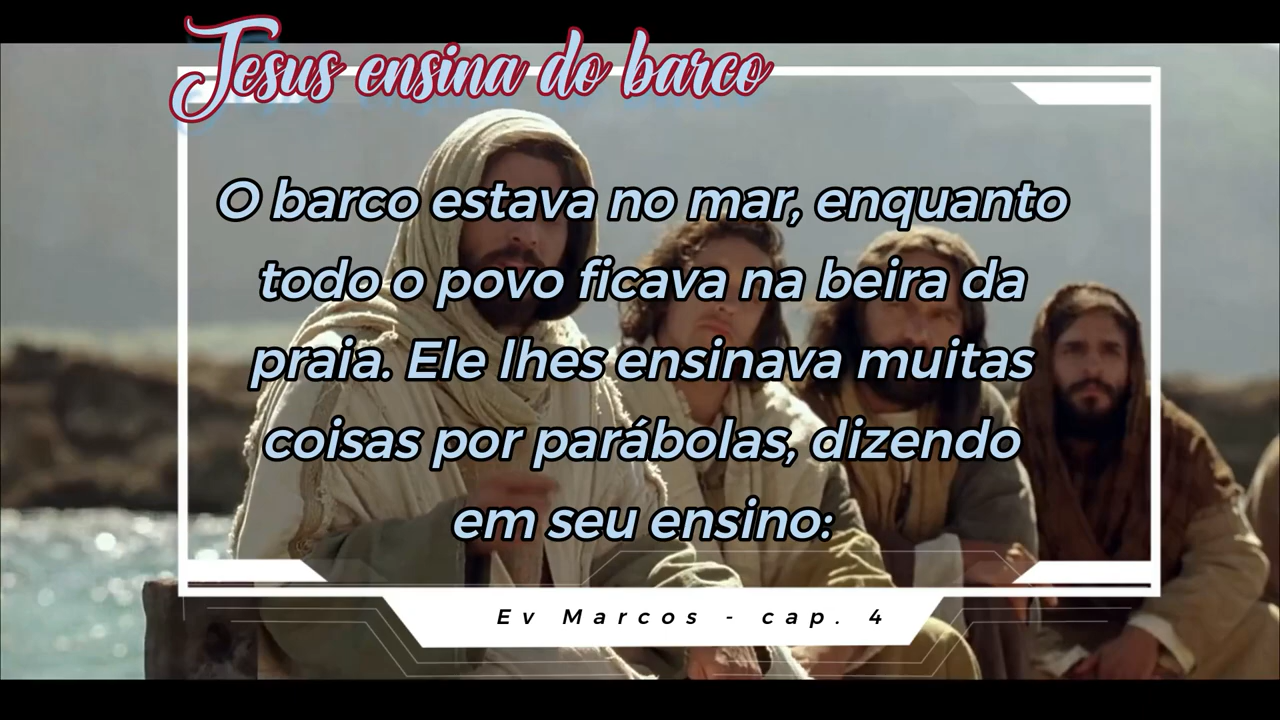 Jesus ensina do barco
O barco estava no mar, enquanto
todo o povo ficava na beira da
praia. Ele lhes ensinava muitas
coisas por parábolas, dizendo
em seu ensino:
Ev Marcos - cap. 4